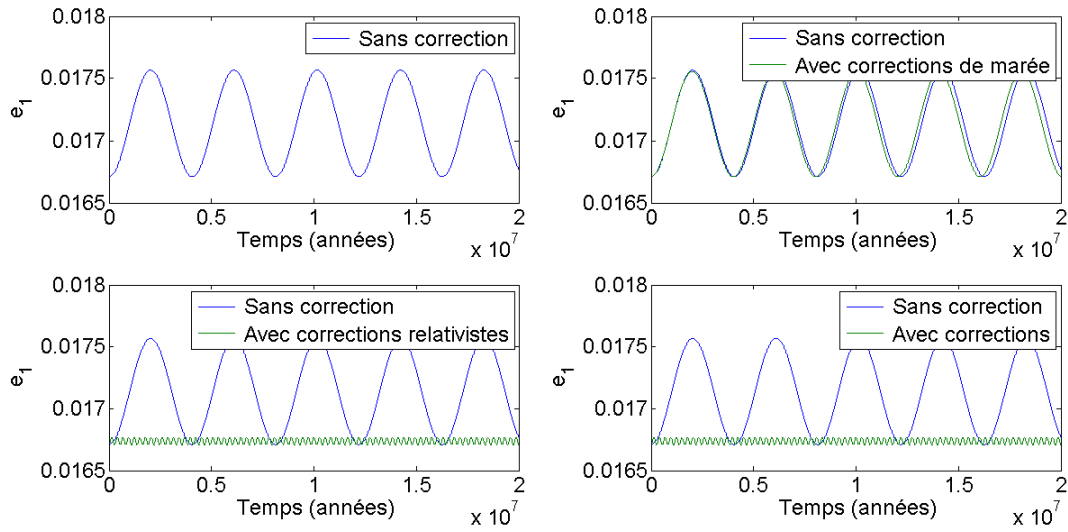 0.018
0.0175
0.017
0.0165
e1
Sans correction
0 0.5 1 1.5 2
Temps (années)
x 10^7
0.018
0.0175
0.017
0.0165
e1
Sans correction
Avec corrections de marée
0 0.5 1 1.5 2
Temps (années)
x 10^7
0.018
0.0175
0.017
0.0165
e1
Sans correction
Avec corrections relativistes
0 0.5 1 1.5 2
Temps (années)
x 10^7
0.018
0.0175
0.017
0.0165
e1
Sans correction
Avec corrections
0 0.5 1 1.5 2
Temps (années)
x 10^7